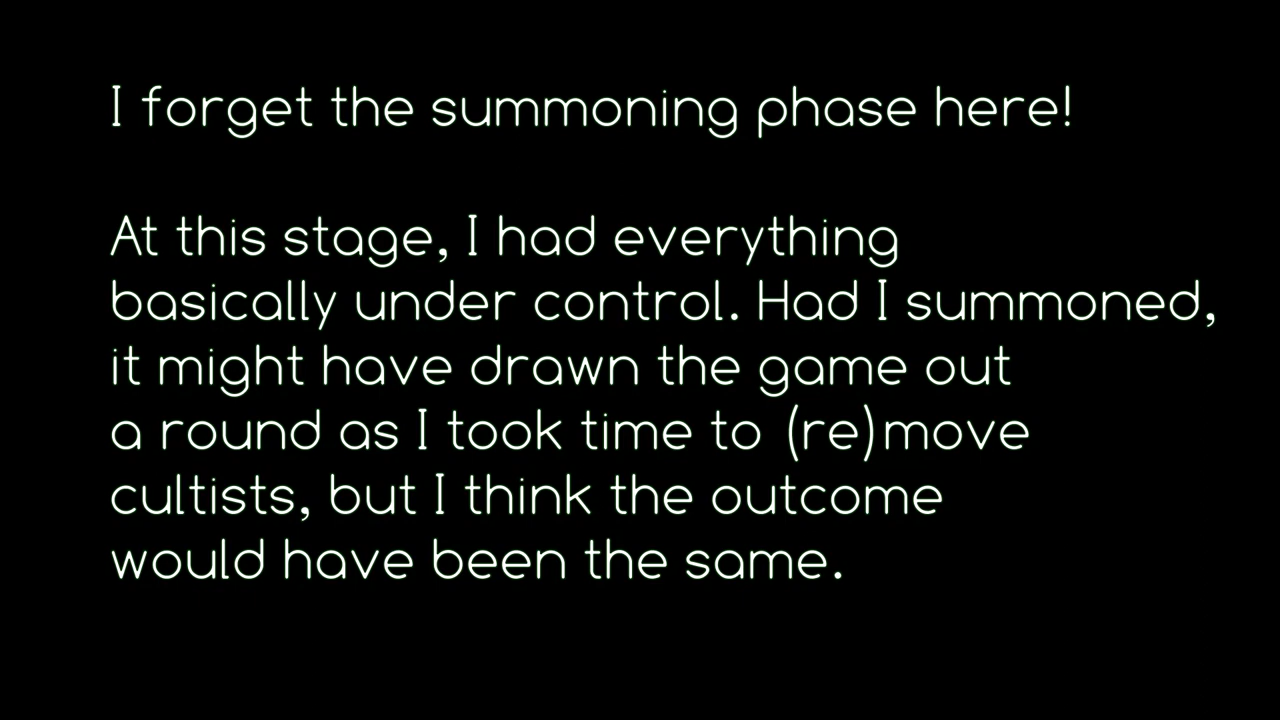 I forget the summoning phase here!
At this stage, I had everything
basically under control. Had I summoned,
it might have drawn the game out
a round as I took time to (re)move
cultists, but I think the outcome
would have been the same.